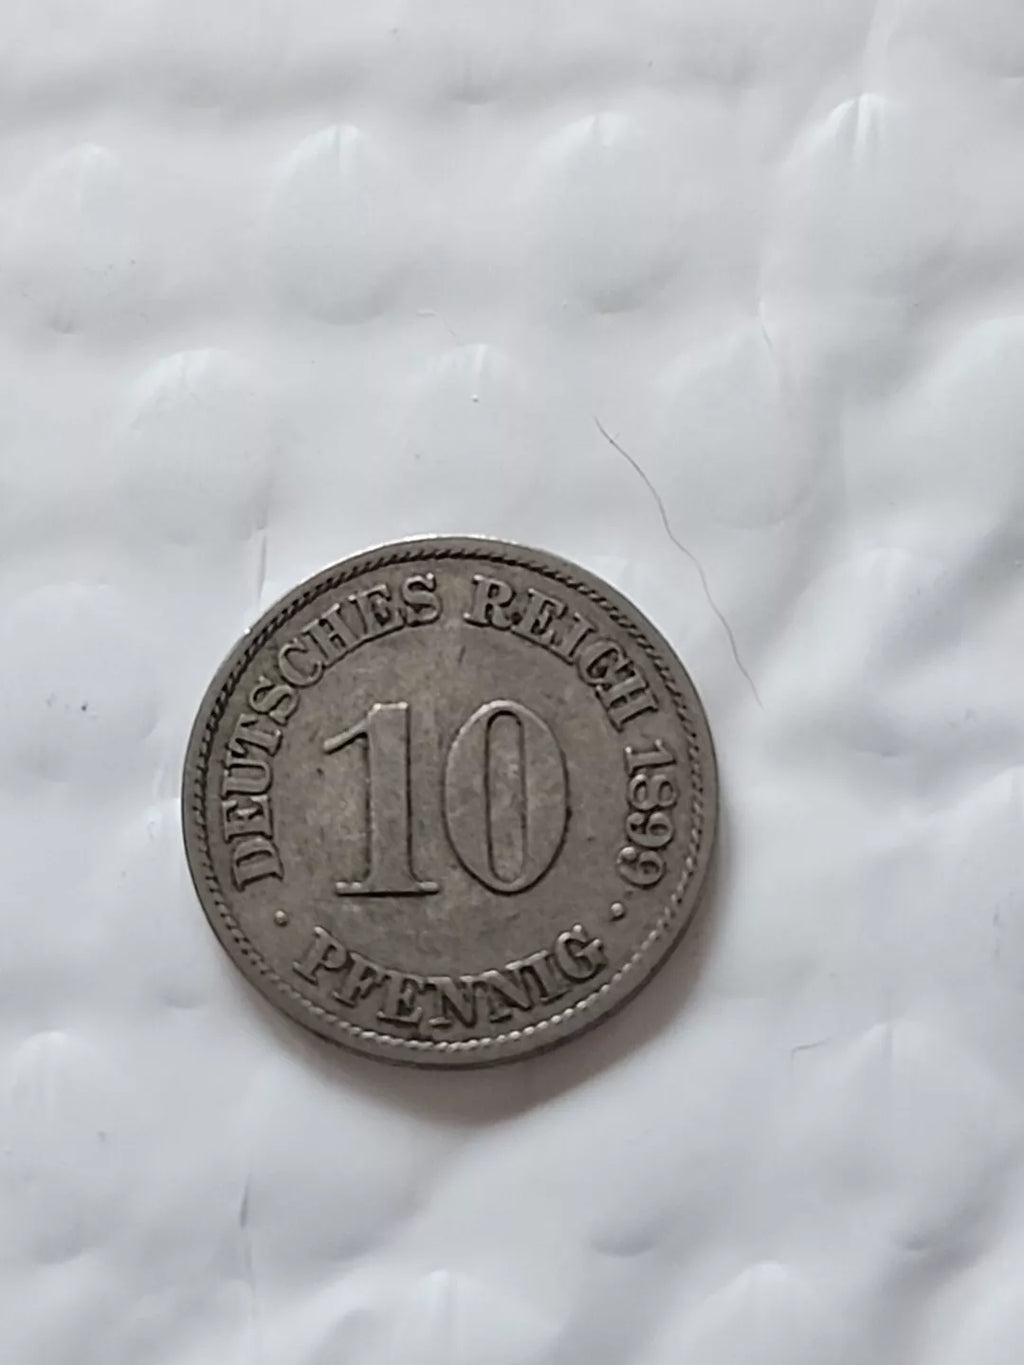 DEUTSCHES REICH 1899
10
· PFENNIG ·